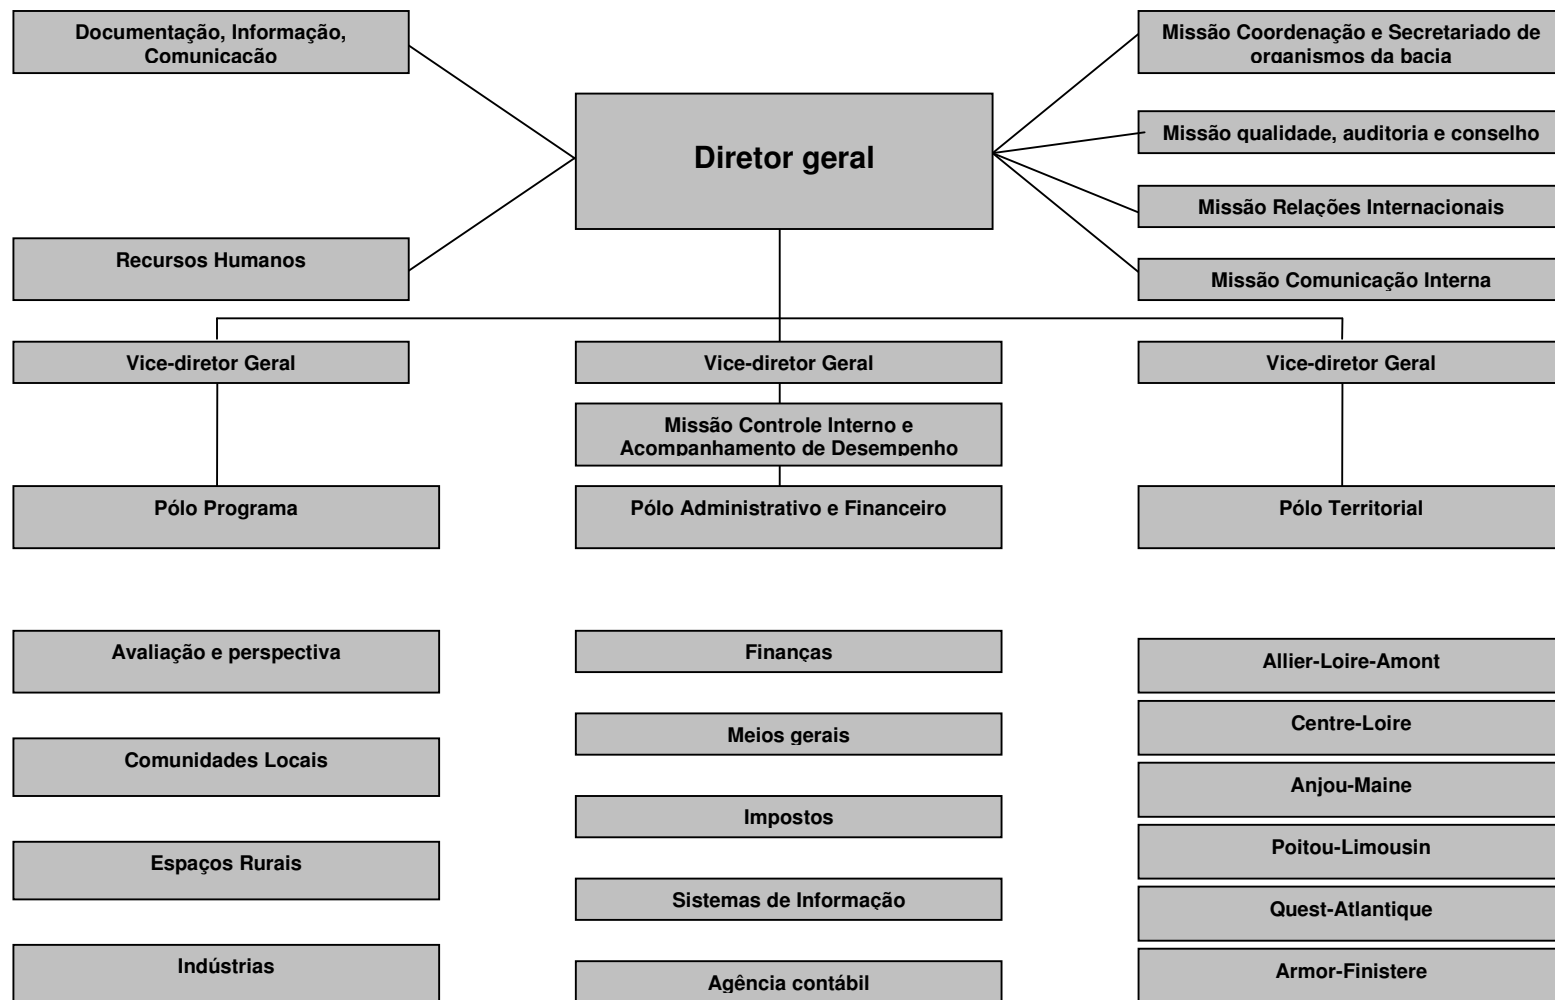 Documentação, Informação,
Comunicação
Missão Coordenação e Secretariado de
organismos da bacia
Diretor geral
Missão qualidade, auditoria e conselho
Missão Relações Internacionais
Recursos Humanos
Missão Comunicação Interna
Vice-diretor Geral
Vice-diretor Geral
Vice-diretor Geral
Missão Controle Interno e
Acompanhamento de Desempenho
Pólo Programa
Pólo Administrativo e Financeiro
Pólo Territorial
Avaliação e perspectiva
Comunidades Locais
Espaços Rurais
Indústrias
Finanças
Meios gerais
Impostos
Sistemas de Informação
Agência contábil
Allier-Loire-Amont
Centre-Loire
Anjou-Maine
Poitou-Limousin
Quest-Atlantique
Armor-Finistere